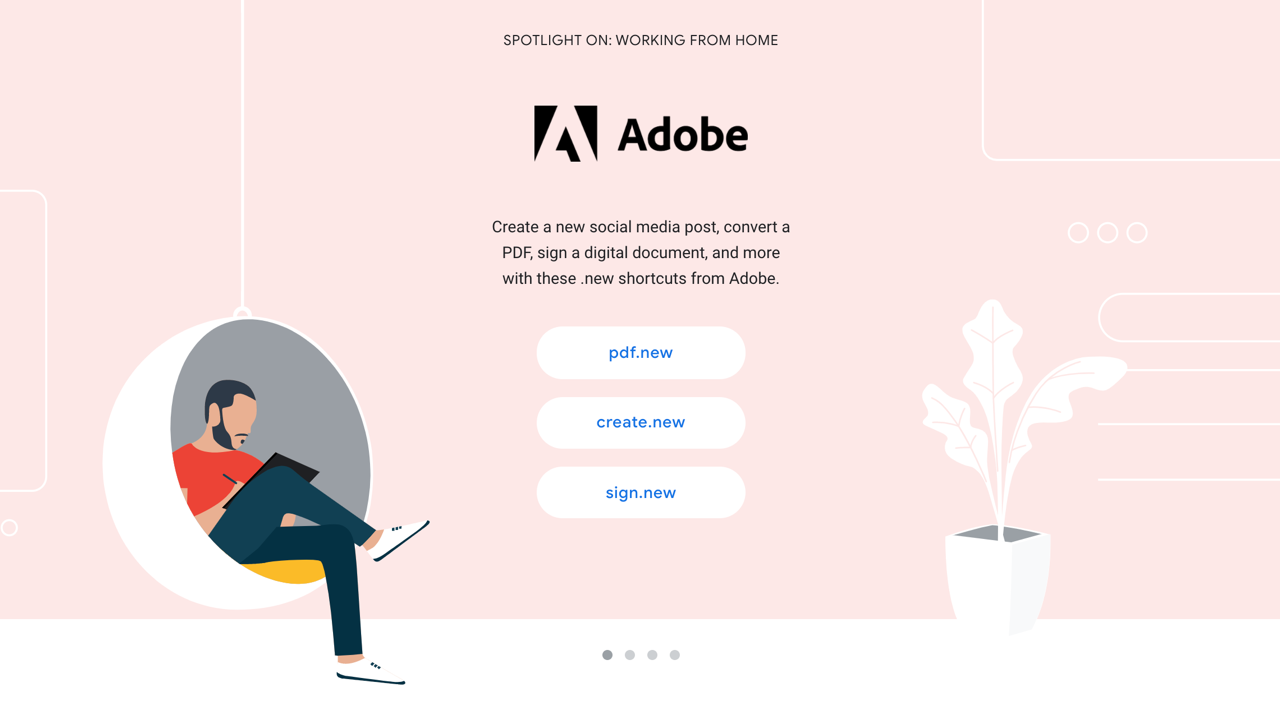 SPOTLIGHT ON: WORKING FROM HOME
Adobe
Create a new social media post, convert a
PDF, sign a digital document, and more
with these .new shortcuts from Adobe.
pdf.new
create.new
sign.new